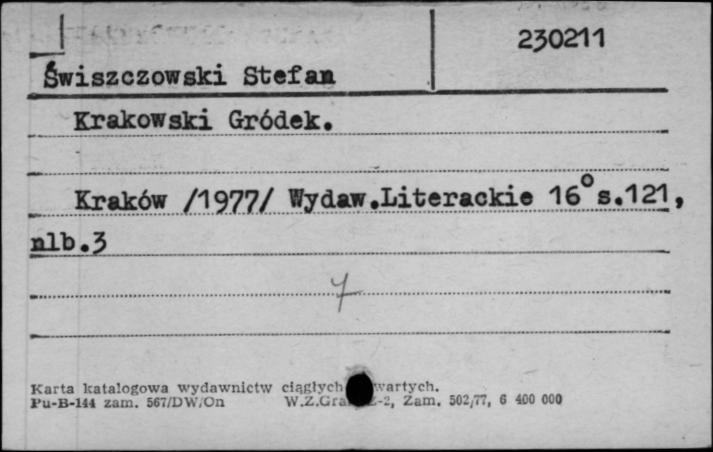 230211
Świszczowski Stefan
Krakowski Gródek.
Kraków /1977/ Wydaw.Literackie 16° s.121,
nlb.3
Karta katalogowa wydawnictw ciągłych
Pu-B-144 zam. 567/DW/On W.Z.Graf. Z-2, Zam. 502/77, 6 400 000